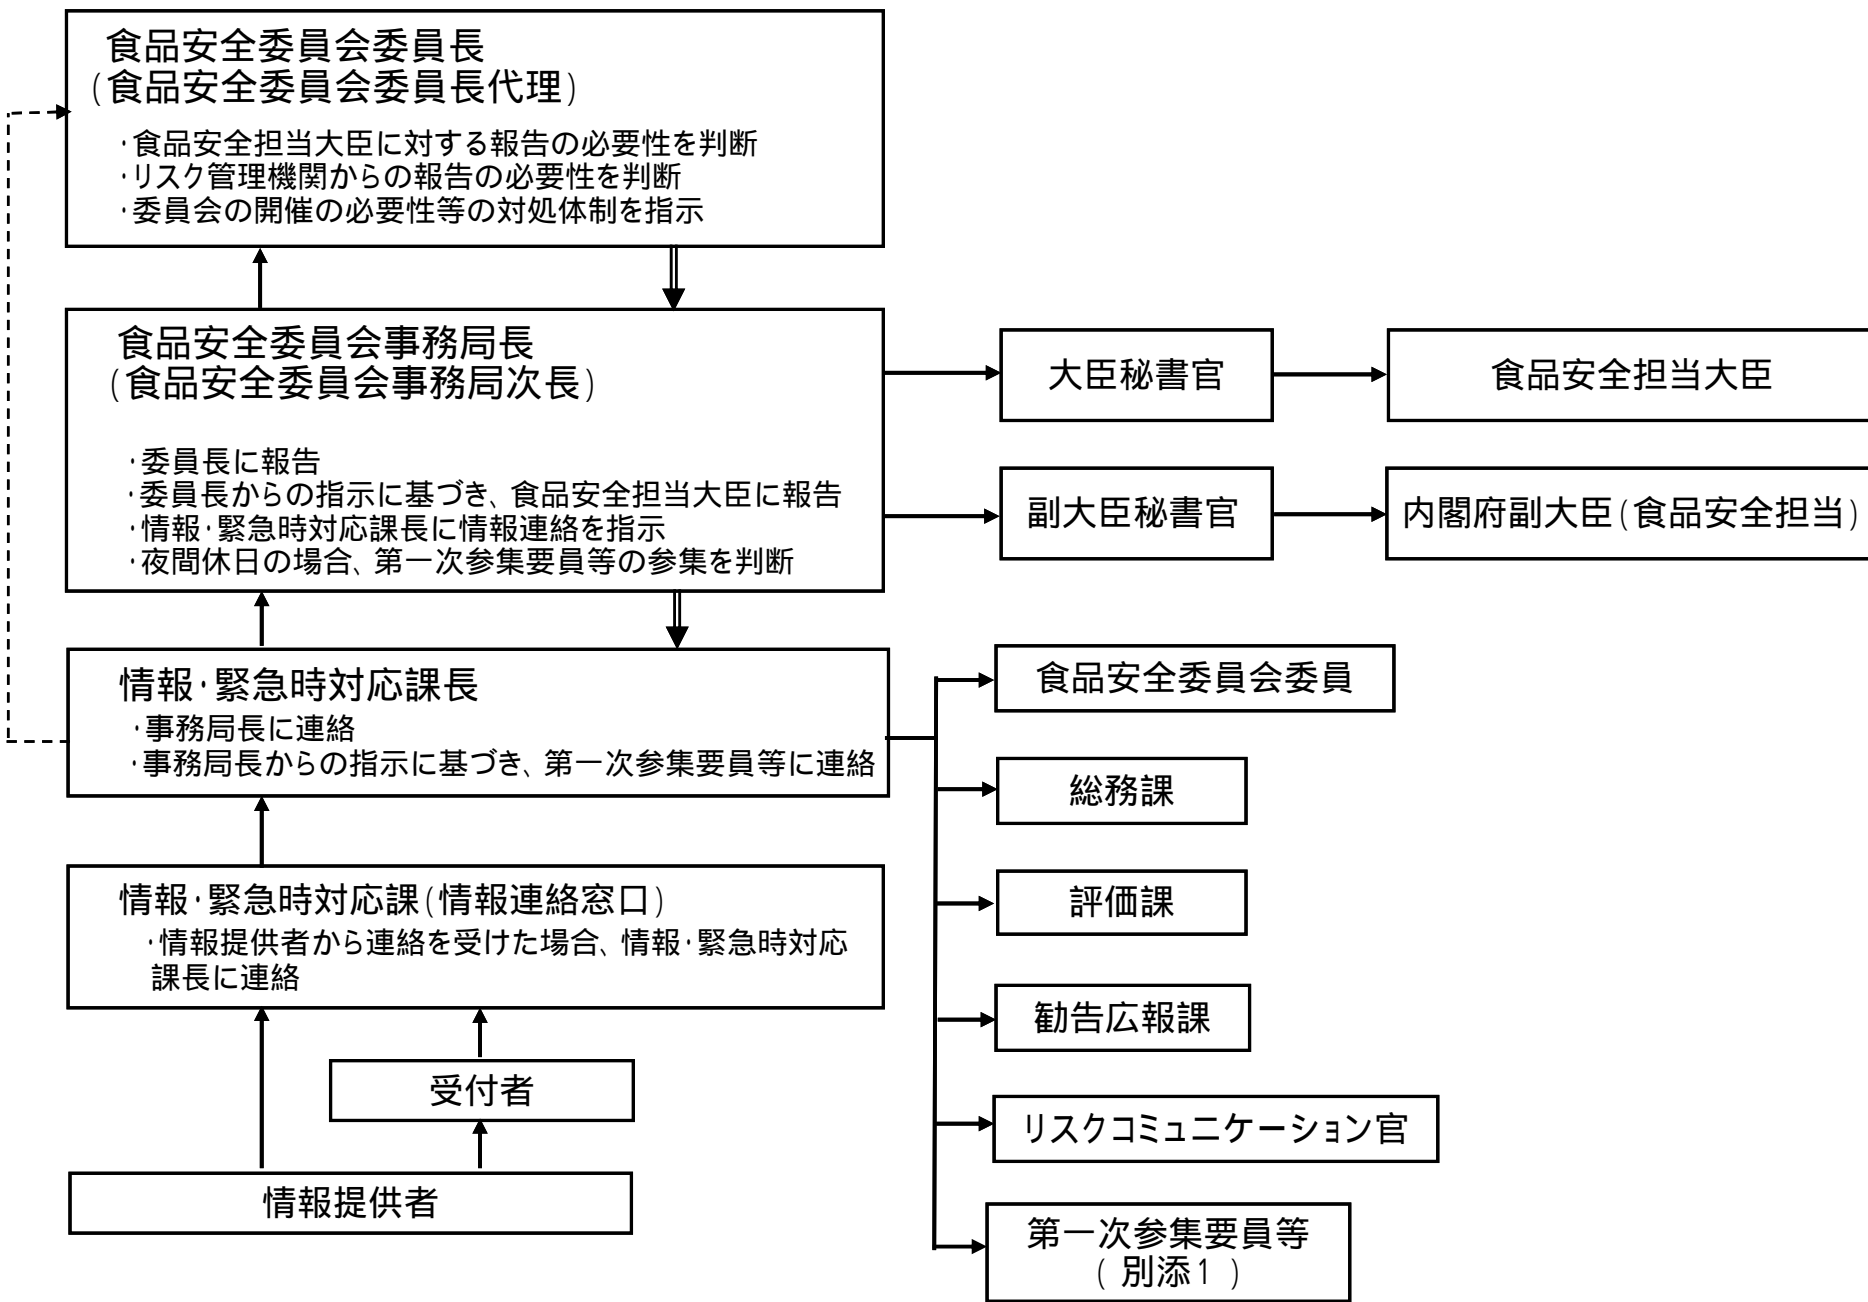 食品安全委員会委員長
(食品安全委員会委員長代理)
・食品安全担当大臣に対する報告の必要性を判断
・リスク管理機関からの報告の必要性を判断
・委員会の開催の必要性等の対処体制を指示
食品安全委員会事務局長
(食品安全委員会事務局次長)
・委員長に報告
・委員長からの指示に基づき、食品安全担当大臣に報告
・情報・緊急時対応課長に情報連絡を指示
・夜間休日の場合、第一次参集要員等の参集を判断
大臣秘書官
食品安全担当大臣
副大臣秘書官
内閣府副大臣(食品安全担当)
情報・緊急時対応課長
・事務局長に連絡
・事務局長からの指示に基づき、第一次参集要員等に連絡
情報・緊急時対応課(情報連絡窓口)
・情報提供者から連絡を受けた場合、情報・緊急時対応
課長に連絡
受付者
情報提供者
食品安全委員会委員
総務課
評価課
勧告広報課
リスクコミュニケーション官
第一次参集要員等
(別添1)